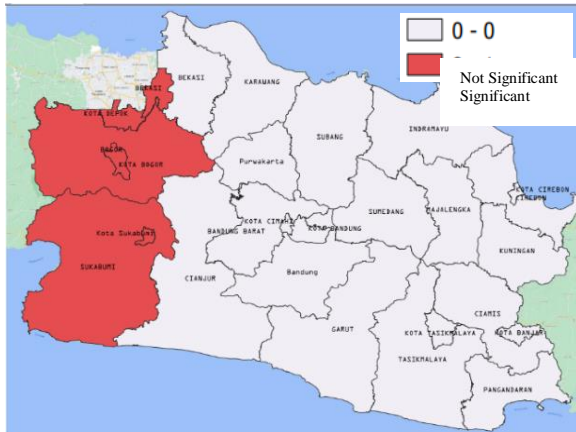 0 - 0
Not Significant
Significant
BEKASI
BEKASI
KARAWANG
SUBANG
INDRAMAYU
KOTA DEPOK
BOGOR
KOTA BOGOR
Purwakarta
KOTA CIREBON
CIREBON
SUMEDANG
MAJALENGKA
KOTA CIMAHI
KOTA BANDUNG
BANDUNG BARAT
KUNINGAN
Kota Sukabumi
SUKABUMI
CIANJUR
Bandung
GARUT
CIAMIS
KOTA TASIKMALAYA
KOTA BANJAR
TASIKMALAYA
PANGANDARAN